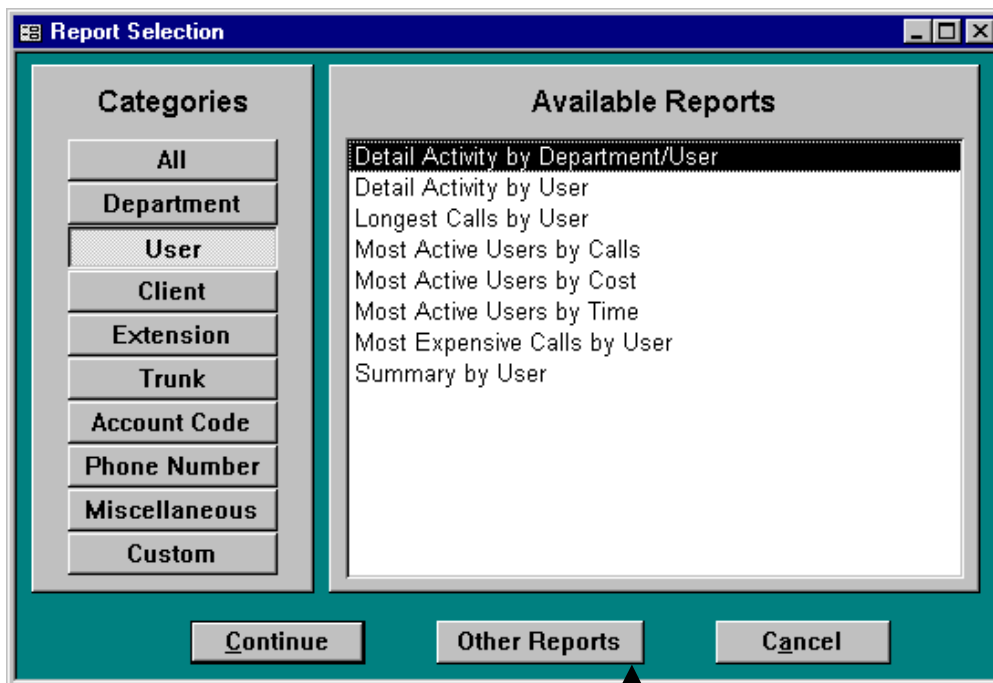 Report Selection
Categories
All
Department
User
Client
Extension
Trunk
Account Code
Phone Number
Miscellaneous
Custom
Available Reports
Detail Activity by Department/User
Detail Activity by User
Longest Calls by User
Most Active Users by Calls
Most Active Users by Cost
Most Active Users by Time
Most Expensive Calls by User
Summary by User
Continue
Other Reports
Cancel